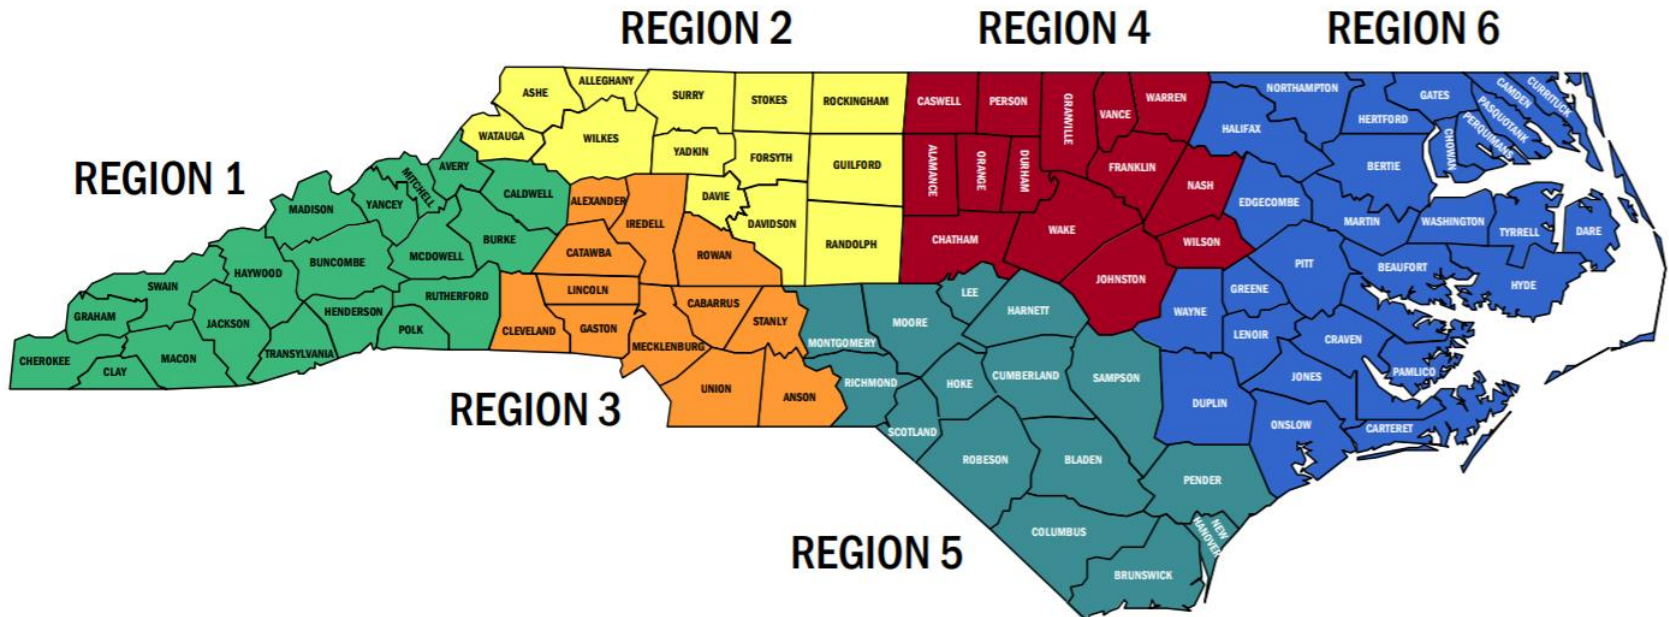 REGION 2
REGION 4
REGION 6
REGION 1
REGION 3
REGION 5
ASHE
ALLEGHANY
SURRY
STOKES
ROCKINGHAM
WATAUGA
WILKES
YADKIN
FORSYTH
GUILFORD
DAVIE
DAVIDSON
RANDOLPH
CASWELL
PERSON
GRANVILLE
VANCE
WARREN
ALAMANCE
ORANGE
DURHAM
FRANKLIN
NASH
CHATHAM
WAKE
WILSON
JOHNSTON
NORTHAMPTON
GATES
CAMDEN
CURRITUCK
PASQUOTANK
PERQUIMANS
HERTFORD
HALIFAX
CHOWAN
BERTIE
EDGECOMBE
MARTIN
WASHINGTON
TYRRELL
DARE
PITT
BEAUFORT
HYDE
GREENE
WAYNE
LENOIR
CRAVEN
PAMLICO
JONES
DUPLIN
ONSLOW
CARTERET
AVERY
MITCHELL
YANCEY
MADISON
CALDWELL
BURKE
MCDOWELL
BUNCOMBE
HAYWOOD
SWAIN
GRAHAM
JACKSON
HENDERSON
RUTHERFORD
POLK
TRANSYLVANIA
MACON
CHEROKEE
CLAY
ALEXANDER
IREDELL
CATAWBA
ROWAN
LINCOLN
CABARRUS
CLEVELAND
GASTON
STANLY
MECKLENBURG
UNION
ANSON
LEE
HARNETT
MOORE
MONTGOMERY
RICHMOND
HOKE
CUMBERLAND
SAMPSON
SCOTLAND
ROBESON
BLADEN
PENDER
COLUMBUS
NEW
HANOVER
BRUNSWICK